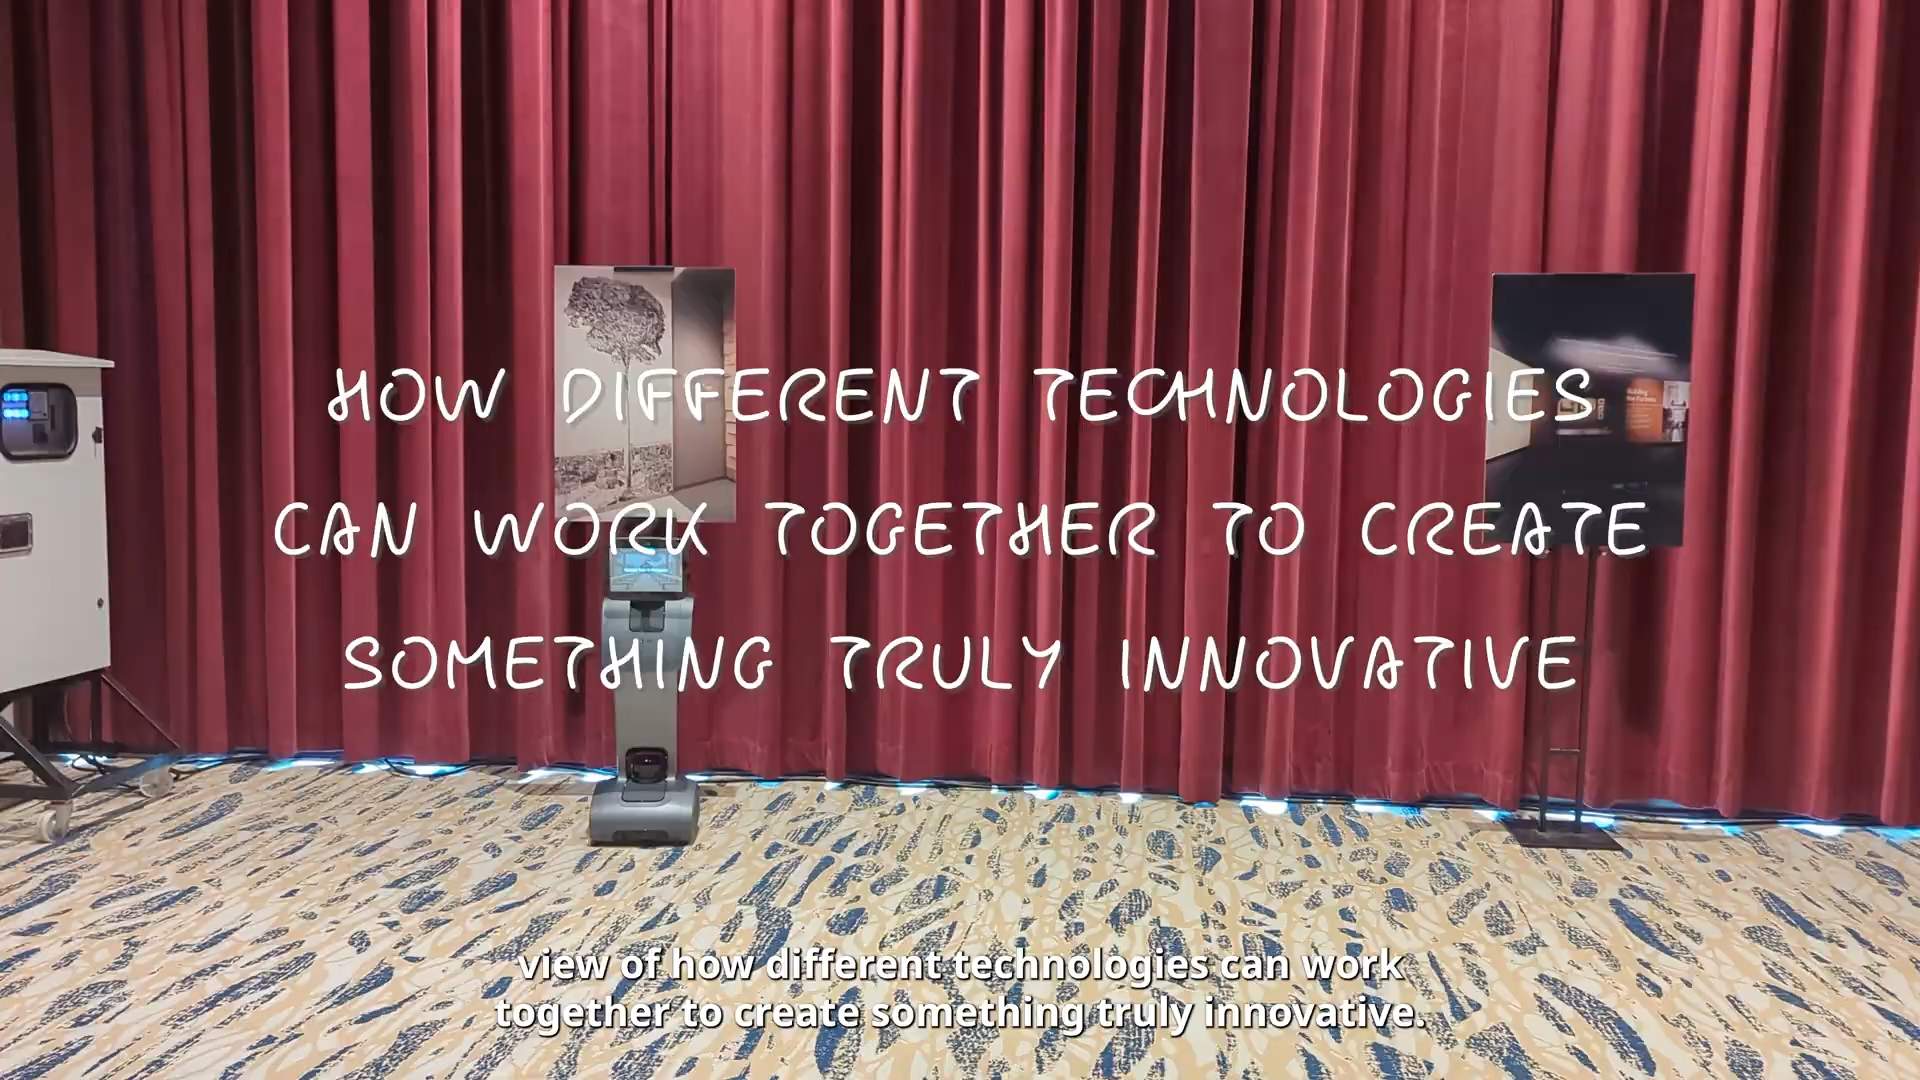 HOW DIFFERENT TECHNOLOGIES
CAN WORK TOGETHER TO CREATE
SOMETHING TRULY INNOVATIVE
view of how different technologies can work
together to create something truly innovative.